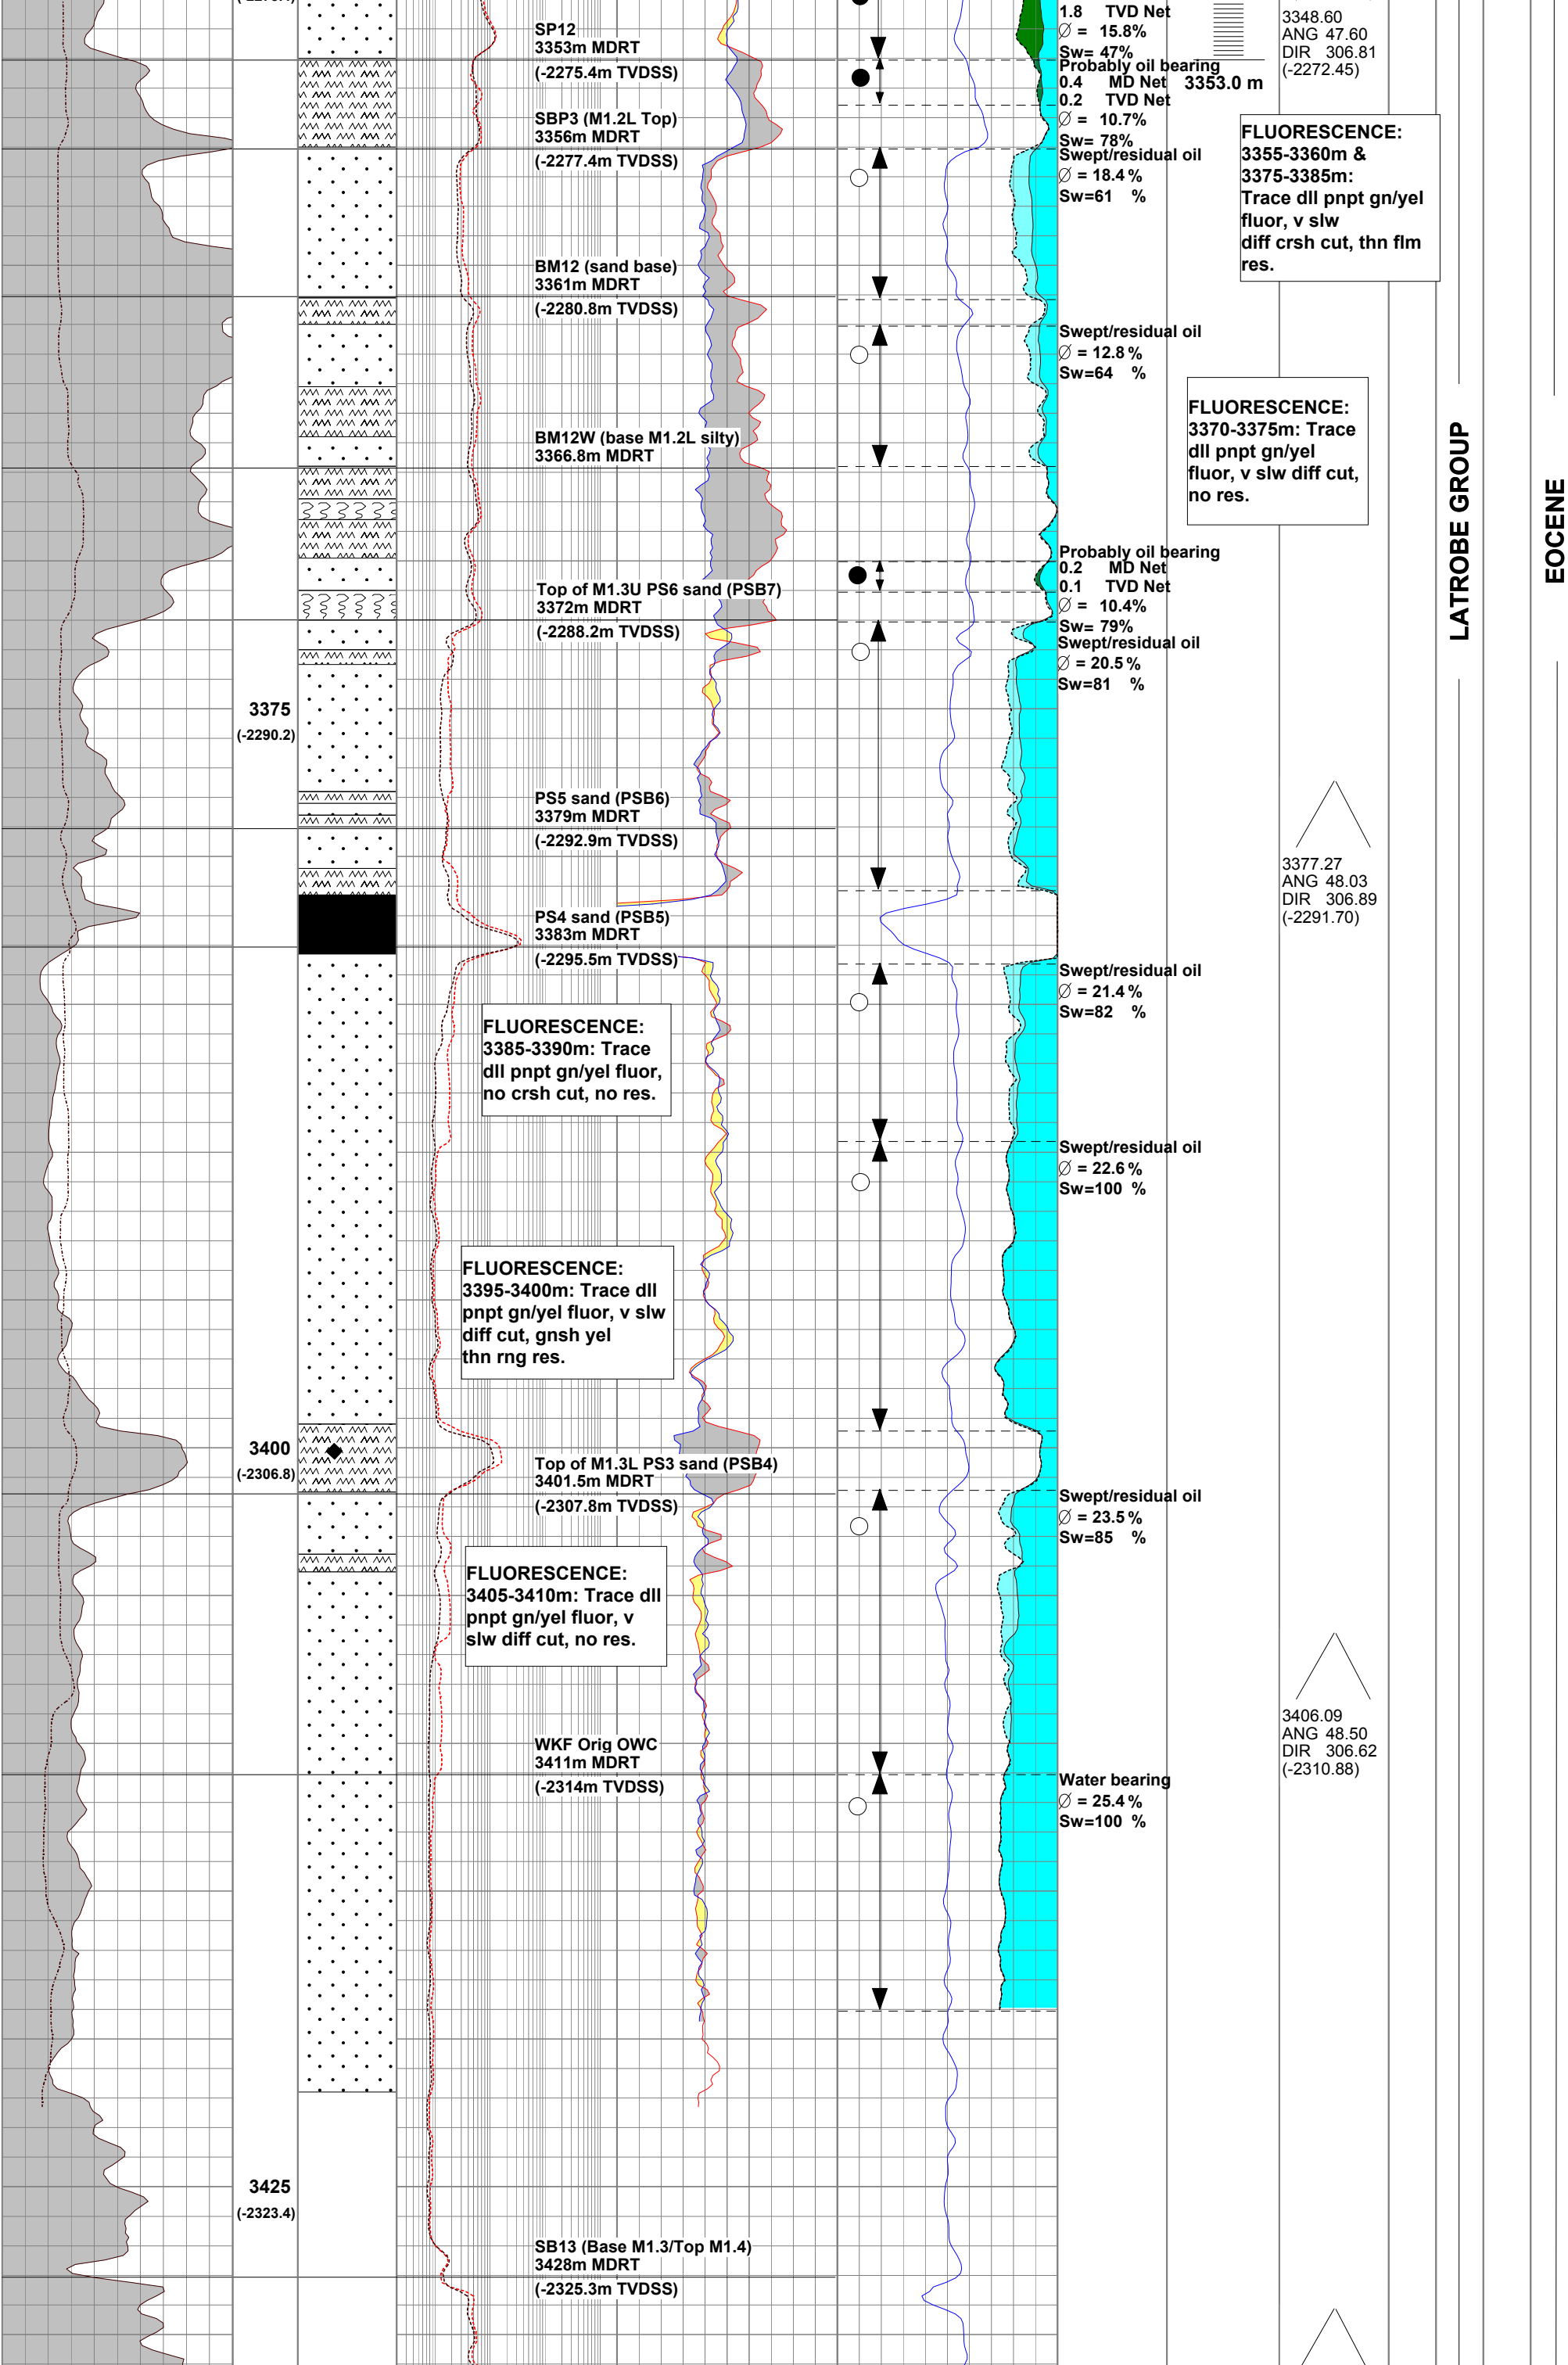 SP12
3353m MDRT
(-2275.4m TVDSS)
1.8 TVD Net
Ø = 15.8%
Sw= 47%
Probably oil bearing
0.4 MD Net
0.2 TVD Net
Ø = 10.7%
Sw= 78%
3353.0 m
3348.60
ANG 47.60
DIR 306.81
(-2272.45)
SBP3 (M1.2L Top)
3356m MDRT
(-2277.4m TVDSS)
Swept/residual oil
Ø = 18.4 %
Sw=61 %
FLUORESCENCE:
3355-3360m &
3375-3385m:
Trace dll pnpt gn/yel
fluor, v slw
diff crsh cut, thn flm
res.
BM12 (sand base)
3361m MDRT
(-2280.8m TVDSS)
Swept/residual oil
Ø = 12.8 %
Sw=64 %
FLUORESCENCE:
3370-3375m: Trace
dll pnpt gn/yel
fluor, v slw diff cut,
no res.
BM12W (base M1.2L silty)
3366.8m MDRT
LATROBE GROUP
EOCENE
Probably oil bearing
0.2 MD Net
0.1 TVD Net
Ø = 10.4%
Sw= 79%
Top of M1.3U PS6 sand (PSB7)
3372m MDRT
(-2288.2m TVDSS)
Swept/residual oil
Ø = 20.5 %
Sw=81 %
3375
(-2290.2)
PS5 sand (PSB6)
3379m MDRT
(-2292.9m TVDSS)
3377.27
ANG 48.03
DIR 306.89
(-2291.70)
PS4 sand (PSB5)
3383m MDRT
(-2295.5m TVDSS)
Swept/residual oil
Ø = 21.4 %
Sw=82 %
FLUORESCENCE:
3385-3390m: Trace
dll pnpt gn/yel fluor,
no crsh cut, no res.
Swept/residual oil
Ø = 22.6 %
Sw=100 %
FLUORESCENCE:
3395-3400m: Trace dll
pnpt gn/yel fluor, v slw
diff cut, gnsh yel
thn rng res.
3400
(-2306.8)
Top of M1.3L PS3 sand (PSB4)
3401.5m MDRT
(-2307.8m TVDSS)
Swept/residual oil
Ø = 23.5 %
Sw=85 %
FLUORESCENCE:
3405-3410m: Trace dll
pnpt gn/yel fluor, v
slw diff cut, no res.
3406.09
ANG 48.50
DIR 306.62
(-2310.88)
WKF Orig OWC
3411m MDRT
(-2314m TVDSS)
Water bearing
Ø = 25.4 %
Sw=100 %
3425
(-2323.4)
SB13 (Base M1.3/Top M1.4)
3428m MDRT
(-2325.3m TVDSS)